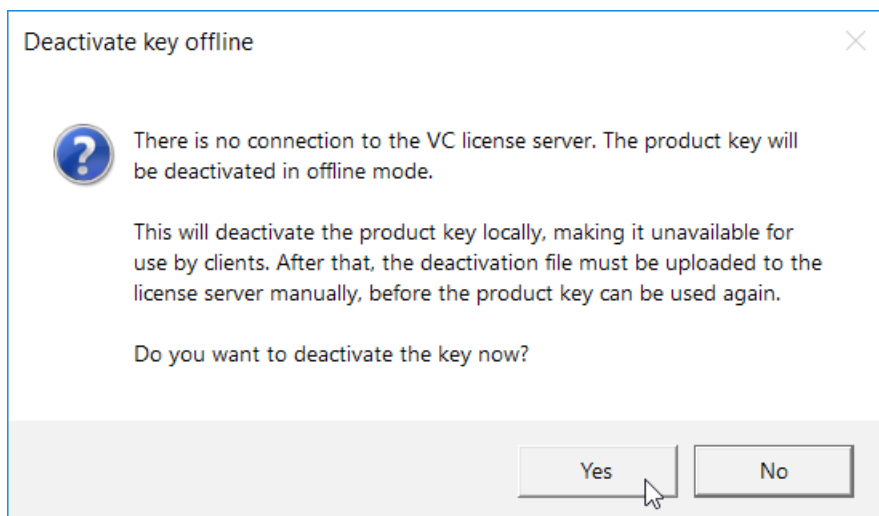 Deactivate key offline
There is no connection to the VC license server. The product key will
be deactivated in offline mode.
This will deactivate the product key locally, making it unavailable for
use by clients. After that, the deactivation file must be uploaded to the
license server manually, before the product key can be used again.
Do you want to deactivate the key now?
Yes No